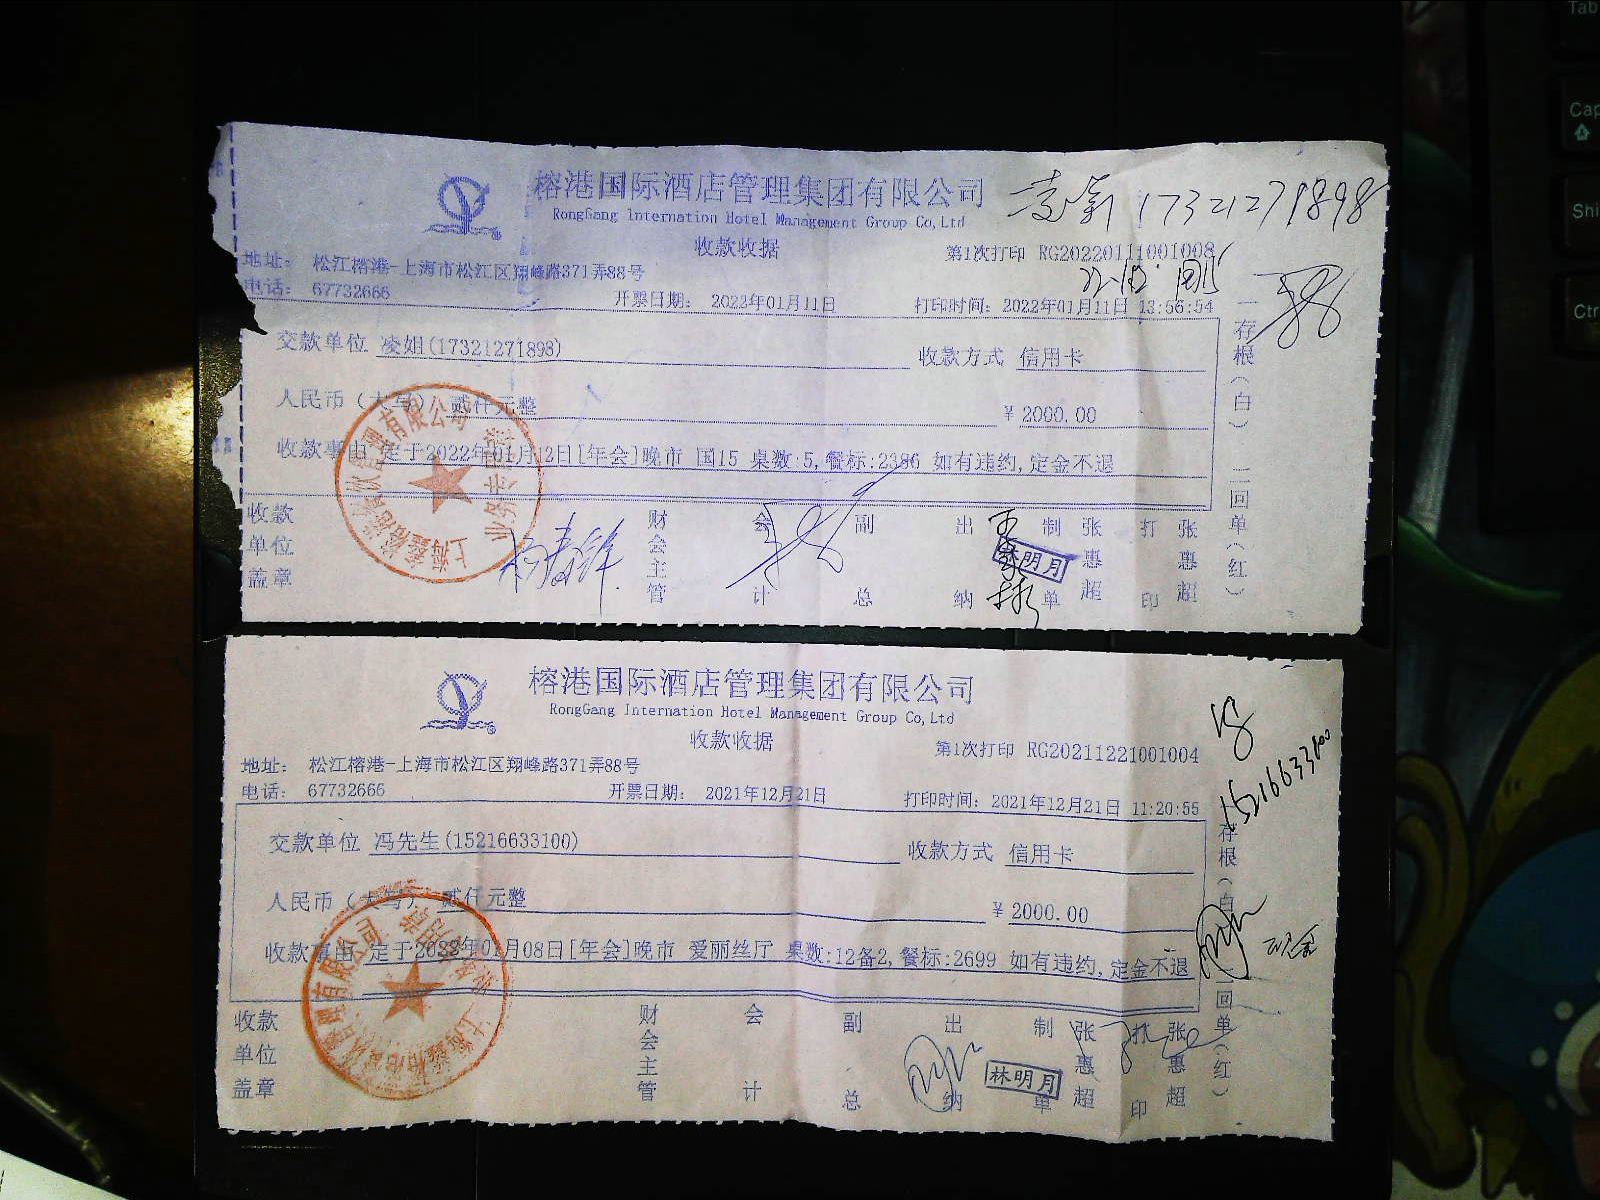 榕港国际酒店管理集团有限公司
17321271898
RongGang International Hotel Management Group Co,Ltd
收款收据
第1次打印 RG20220111001008
地址: 松江榕港-上海市松江区翔峰路371弄88号
电话: 67732666
开票日期: 2022年01月11日
打印时间: 2022年01月11日 13:56:54
交款单位 凌姐(17321271898)
收款方式 信用卡
人民币(大写) 贰仟元整
¥ 2000.00
收款事由 定于2022年01月12日[年会]晚市 国15 桌数:5,餐标:2386 如有违约,定金不退
收款单位盖章
财会主管
会计
副总
出纳
林明月
制单
张惠超
打印
张惠超
一存根(白) 二回单(红)
业务专用章
榕港国际酒店管理集团有限公司
RongGang International Hotel Management Group Co,Ltd
收款收据
第1次打印 RG20211221001004
15216633100
地址: 松江榕港-上海市松江区翔峰路371弄88号
电话: 67732666
开票日期: 2021年12月21日
打印时间: 2021年12月21日 11:20:55
交款单位 冯先生(15216633100)
收款方式 信用卡
人民币(大写) 贰仟元整
¥ 2000.00
收款事由 定于2022年01月08日[年会]晚市 爱丽丝厅 桌数:12备2,餐标:2699 如有违约,定金不退
收款单位盖章
财会主管
会计
副总
出纳
林明月
制单
张惠超
打印
张惠超
存根(白) 二回单(红)
Tab
Cap
Shi
Ctr